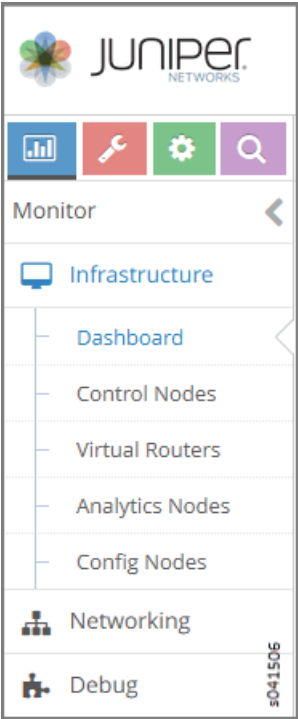 JUNIPER
NETWORKS
Monitor
Infrastructure
Dashboard
Control Nodes
Virtual Routers
Analytics Nodes
Config Nodes
Networking
Debug
s041506